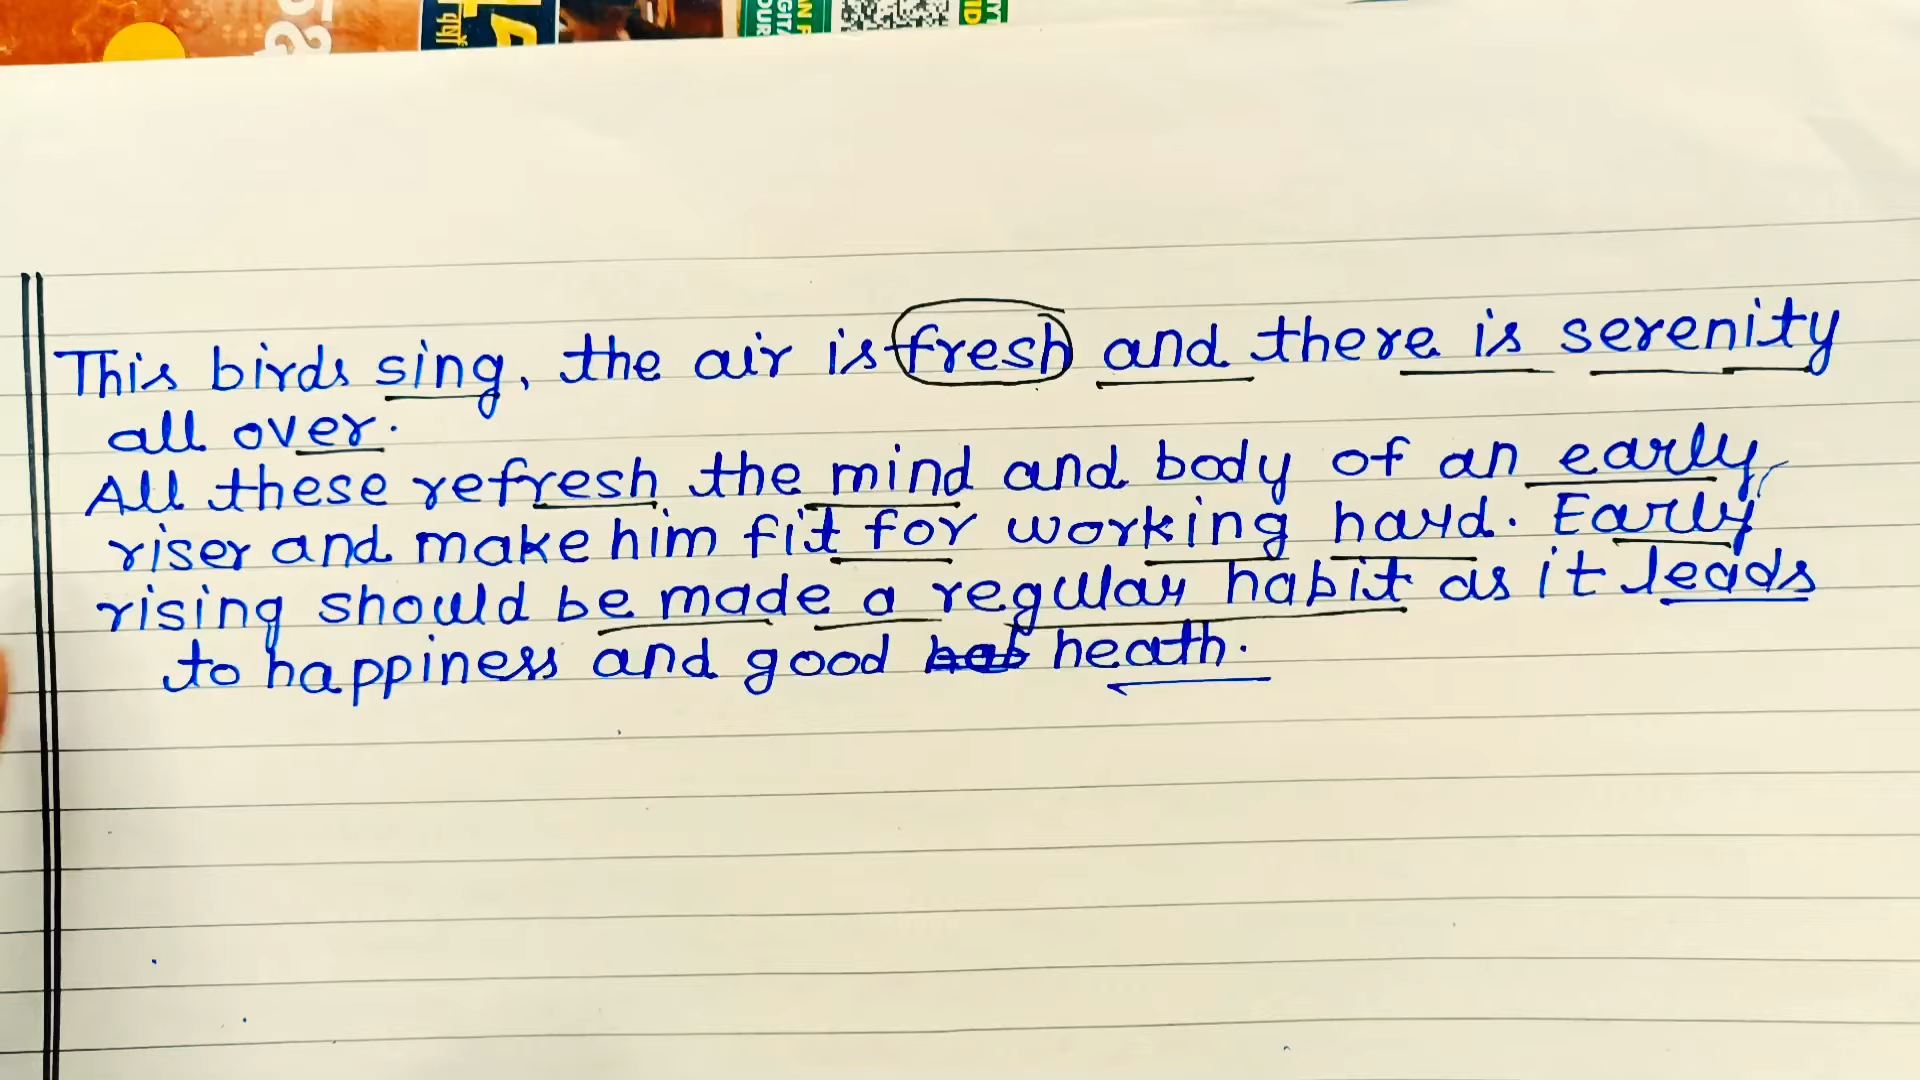 This birds sing, the air is fresh and there is serenity
all over.
All these refresh the mind and body of an early
riser and make him fit for working hard. Early
rising should be made a regular habit as it leads
to happiness and good heath.